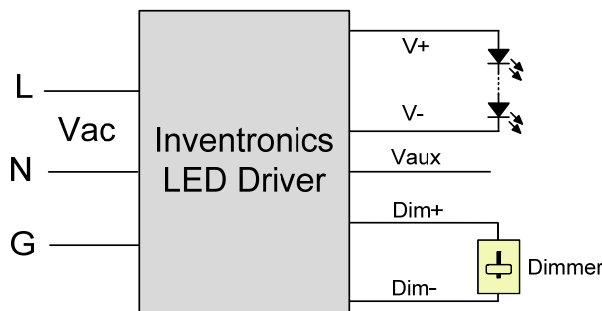 L
Vac
N
G
Inventronics
LED Driver
V+
V-
Vaux
Dim+
Dim-
Dimmer